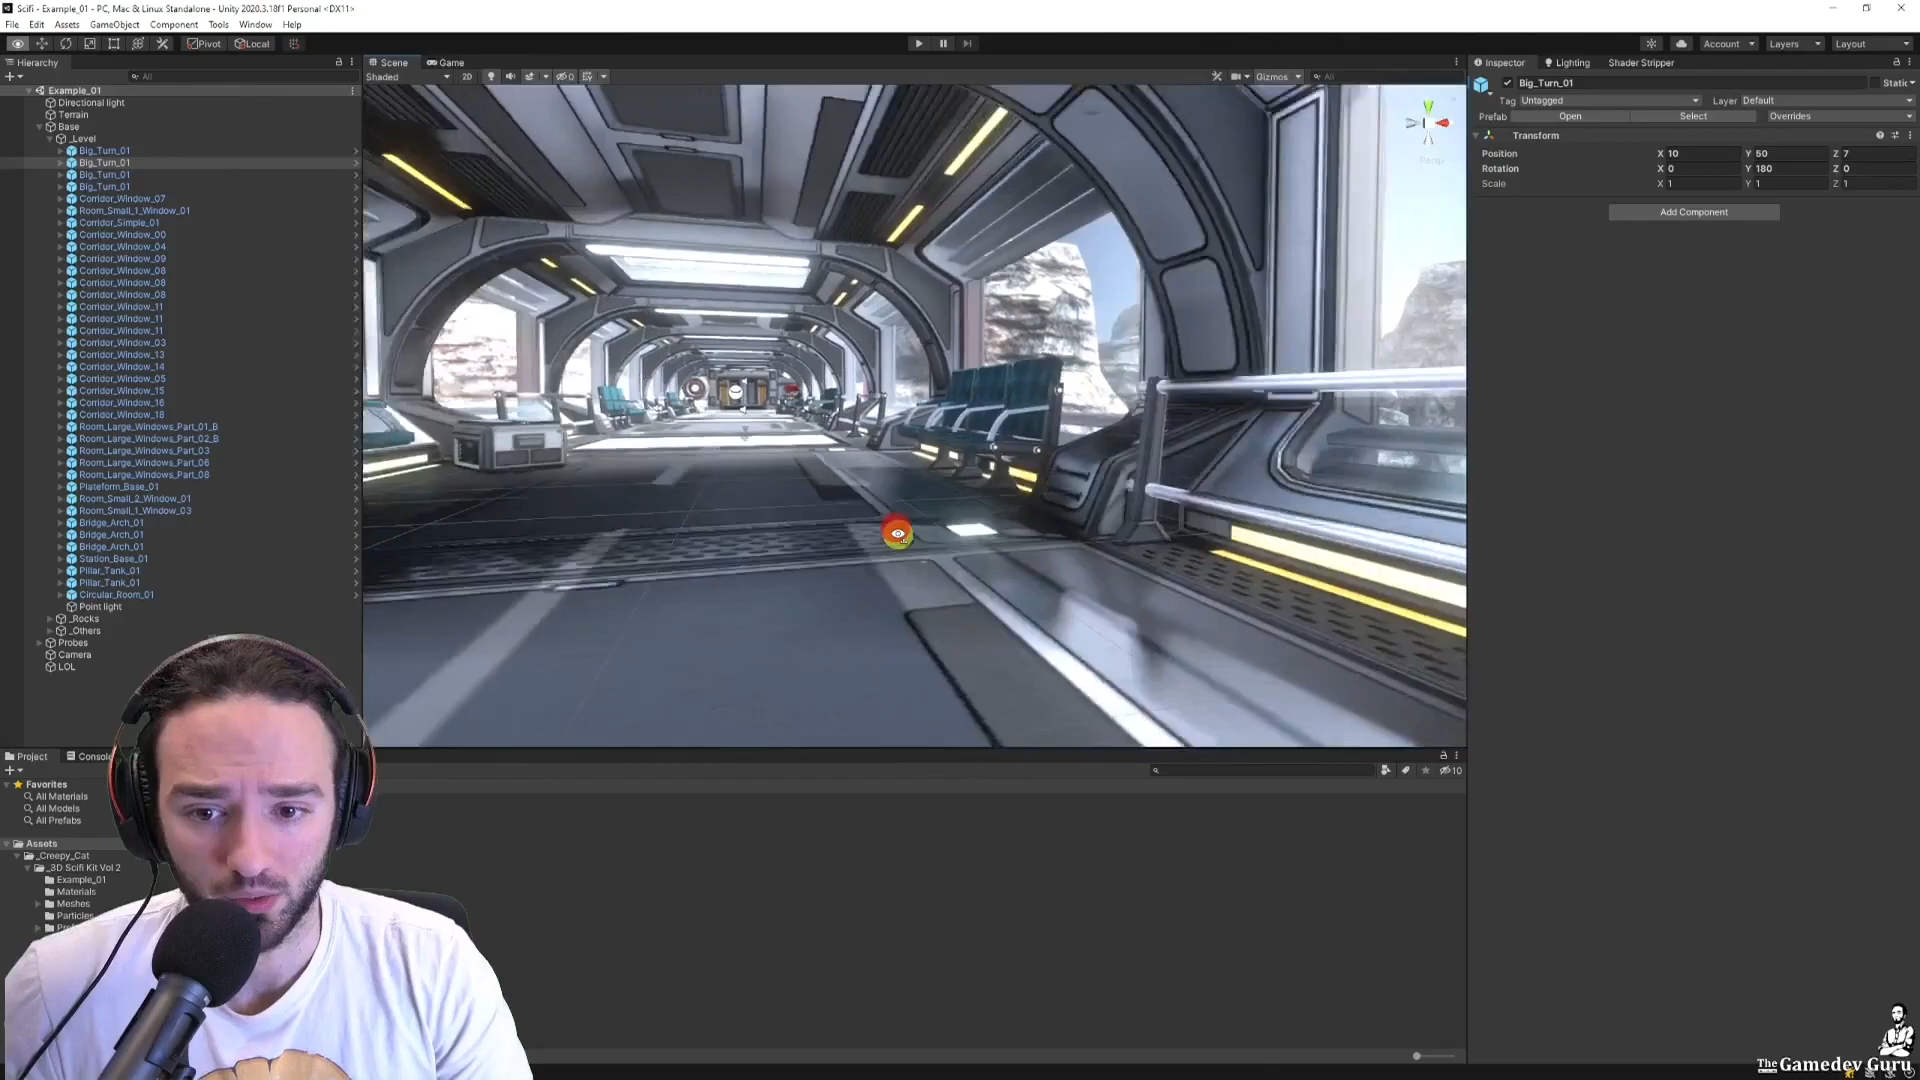 Scifi - Example_01 - PC, Mac & Linux Standalone - Unity 2020.3.18f1 Personal <DX11>
File Edit Assets GameObject Component Tools Window Help
Pivot Local Account Layers Layout
Hierarchy
All
Example_01
Directional light
Terrain
Base
_Level
Big_Turn_01
Big_Turn_01
Big_Turn_01
Big_Turn_01
Corridor_Window_07
Room_Small_1_Window_01
Corridor_Simple_01
Corridor_Window_00
Corridor_Window_04
Corridor_Window_09
Corridor_Window_08
Corridor_Window_08
Corridor_Window_08
Corridor_Window_11
Corridor_Window_11
Corridor_Window_11
Corridor_Window_03
Corridor_Window_13
Corridor_Window_14
Corridor_Window_05
Corridor_Window_15
Corridor_Window_16
Corridor_Window_18
Room_Large_Windows_Part_01_B
Room_Large_Windows_Part_02_B
Room_Large_Windows_Part_03
Room_Large_Windows_Part_06
Room_Large_Windows_Part_08
Plateform_Base_01
Room_Small_2_Window_01
Room_Small_1_Window_03
Bridge_Arch_01
Bridge_Arch_01
Bridge_Arch_01
Station_Base_01
Pillar_Tank_01
Pillar_Tank_01
Circular_Room_01
Point light
_Rocks
_Others
Probes
Camera
LOL
Scene Game
Shaded 2D 0 Gizmos All
Persp
Inspector Lighting Shader Stripper
Big_Turn_01 Static
Tag Untagged Layer Default
Prefab Open Select Overrides
Transform
Position X 10 Y 50 Z 7
Rotation X 0 Y 180 Z 0
Scale X 1 Y 1 Z 1
Add Component
Project Console
10
Favorites
All Materials
All Models
All Prefabs
Assets
_Creepy_Cat
_3D Scifi Kit Vol 2
Example_01
Materials
Meshes
Particles
The Gamedev Guru